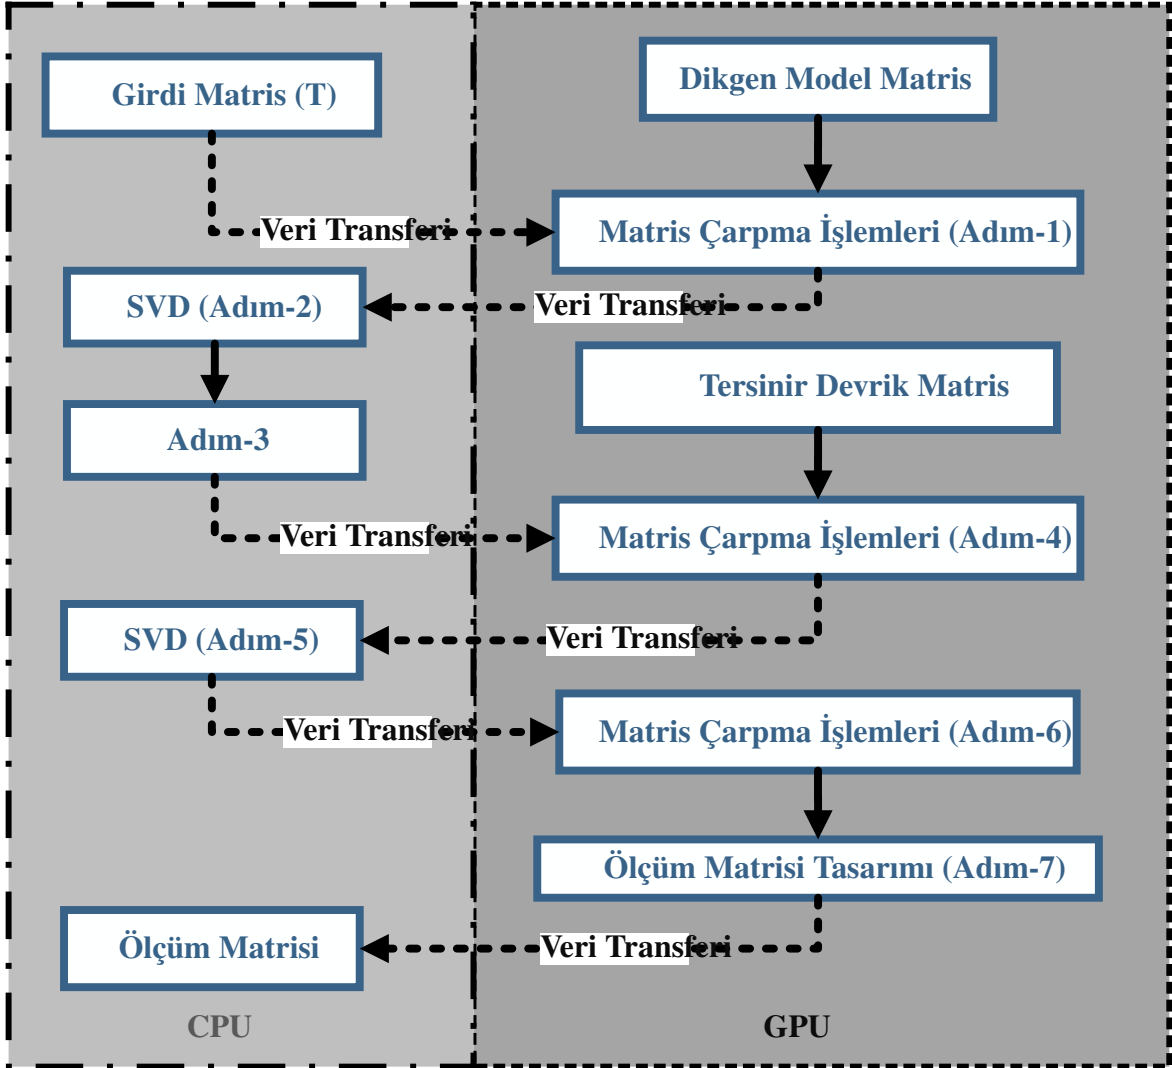 Girdi Matris (T)
Dikgen Model Matris
Veri Transferi
Matris Çarpma İşlemleri (Adım-1)
SVD (Adım-2)
Veri Transferi
Tersinir Devrik Matris
Adım-3
Veri Transferi
Matris Çarpma İşlemleri (Adım-4)
SVD (Adım-5)
Veri Transferi
Veri Transferi
Matris Çarpma İşlemleri (Adım-6)
Ölçüm Matrisi Tasarımı (Adım-7)
Ölçüm Matrisi
Veri Transferi
CPU
GPU